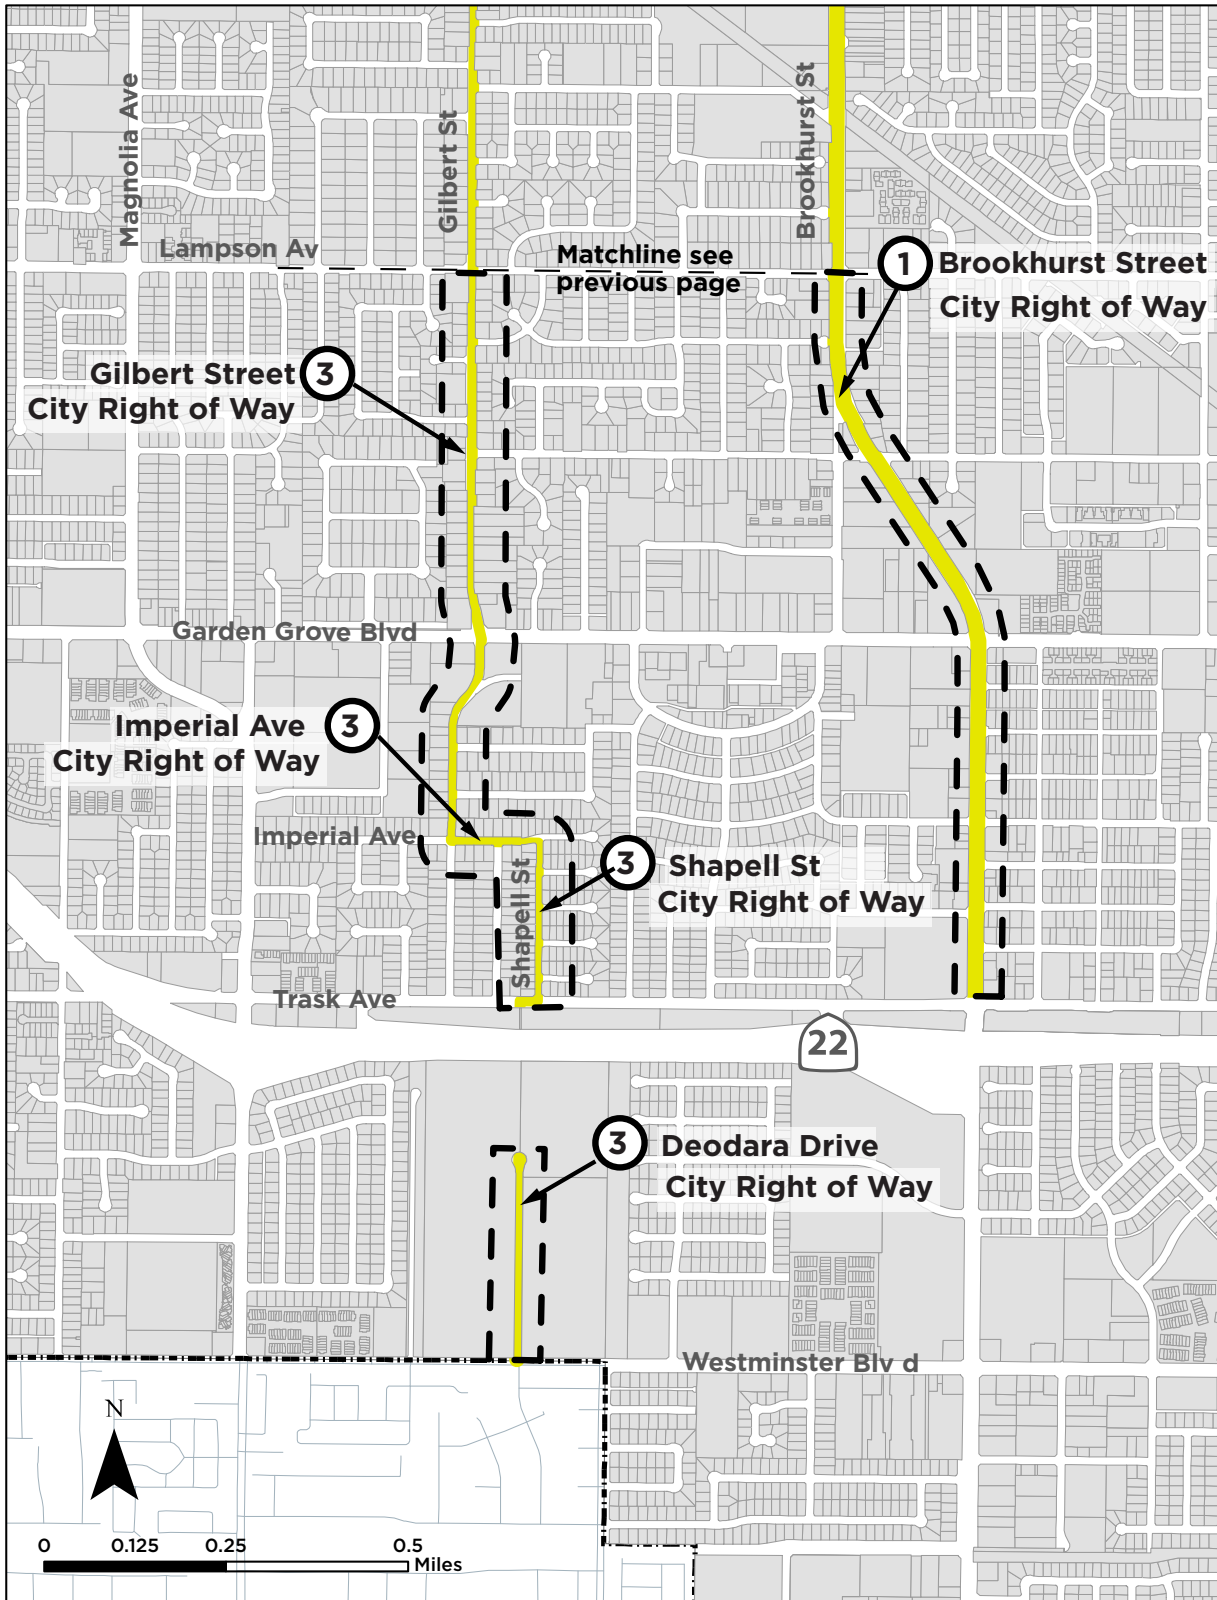 Magnolia Ave
Gilbert St
Brookhurst St
Lampson Av
Matchline see
previous page
1
Brookhurst Street
City Right of Way
Gilbert Street
3
City Right of Way
Garden Grove Blvd
Imperial Ave
3
City Right of Way
Imperial Ave
3
Shapell St
City Right of Way
Shapell St
Trask Ave
22
3
Deodara Drive
City Right of Way
Westminster Blv d
N
0
0.125
0.25
0.5
Miles